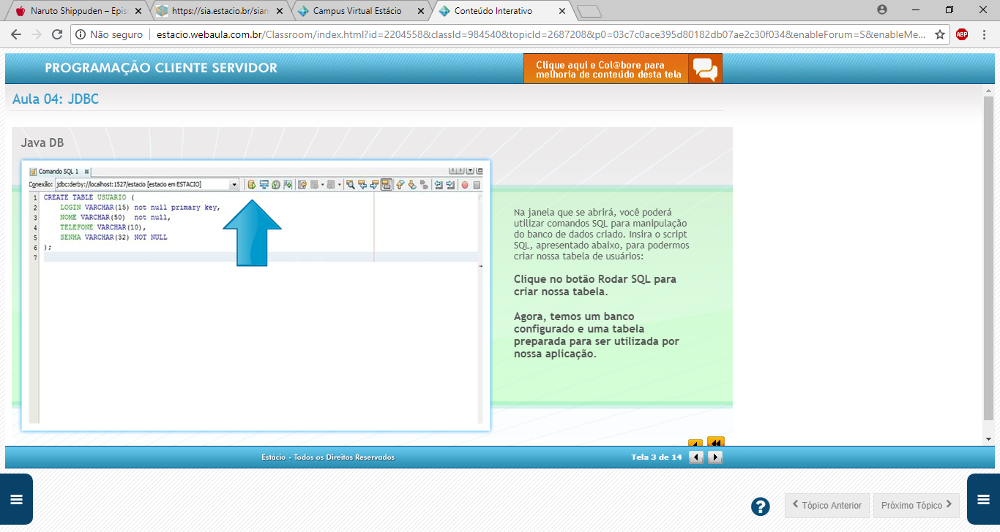 Naruto Shippuden – Epis
https://sia.estacio.br/sian
Campus Virtual Estácio
Conteúdo Interativo
Não seguro
estacio.webaula.com.br/Classroom/index.html?id=2204558&classId=984540&topicId=2687208&p0=03c7c0ace395d80182db07ae2c30f034&enableForum=S&enableMe...
ABP
PROGRAMAÇÃO CLIENTE SERVIDOR
Clique aqui e Col@bore para
melhoria de conteúdo desta tela
Aula 04: JDBC
Java DB
Comando SQL 1
Conexão: jdbc:derby://localhost:1527/estacio [estacio em ESTACIO]
1 CREATE TABLE USUARIO (
2 LOGIN VARCHAR(15) not null primary key,
3 NOME VARCHAR(50) not null,
4 TELEFONE VARCHAR(10),
5 SENHA VARCHAR(32) NOT NULL
6 );
7
Na janela que se abrirá, você poderá
utilizar comandos SQL para manipulação
do banco de dados criado. Insira o script
SQL, apresentado abaixo, para podermos
criar nossa tabela de usuários:
Clique no botão Rodar SQL para
criar nossa tabela.
Agora, temos um banco
configurado e uma tabela
preparada para ser utilizada por
nossa aplicação.
Estácio - Todos os Direitos Reservados
Tela 3 de 14
?
Tópico Anterior
Próximo Tópico